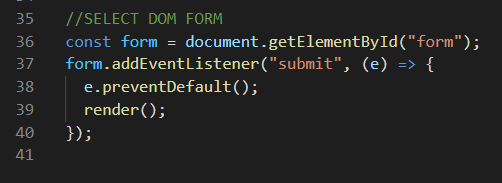 35 //SELECT DOM FORM
36 const form = document.getElementById("form");
37 form.addEventListener("submit", (e) => {
38   e.preventDefault();
39   render();
40 });
41